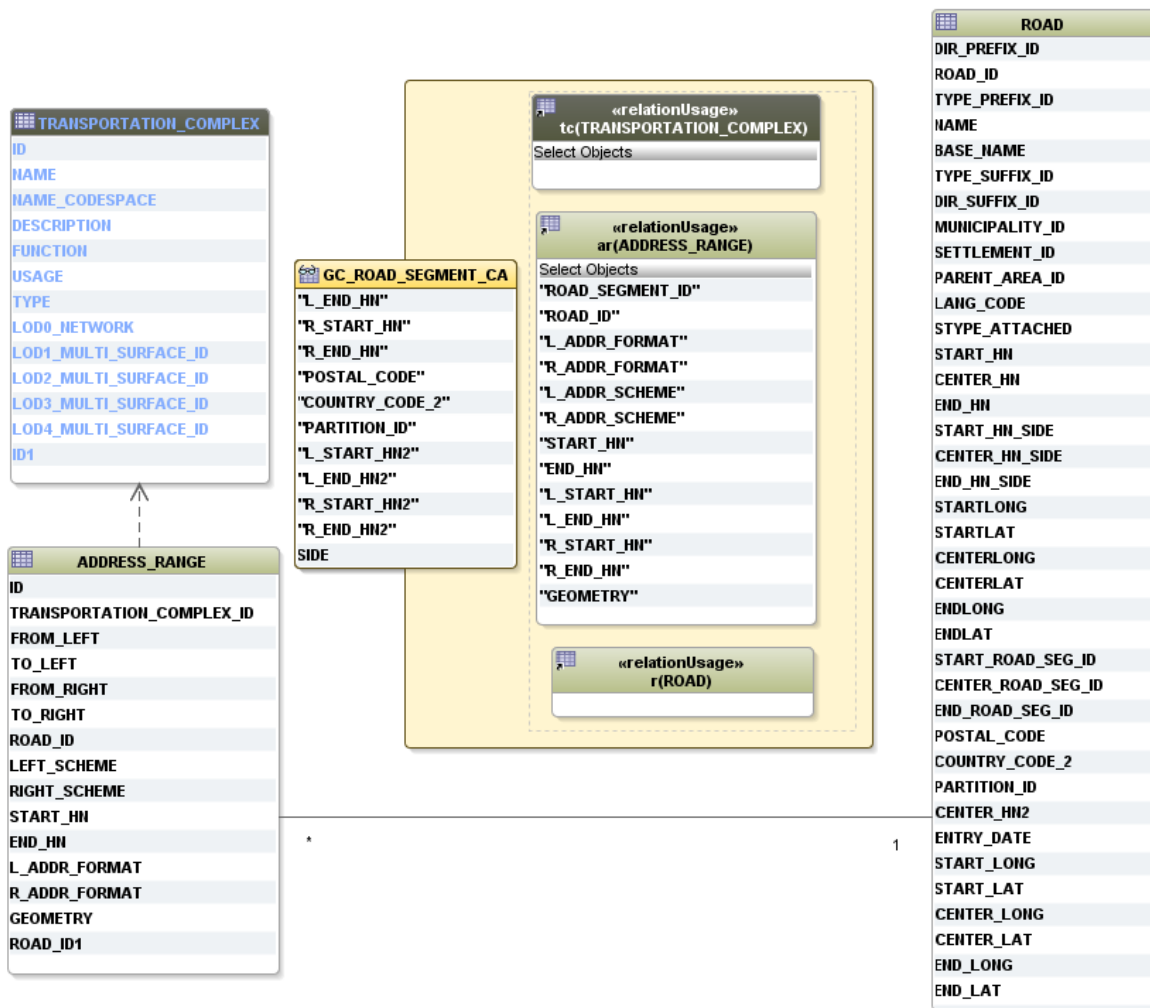 TRANSPORTATION_COMPLEX
ID
NAME
NAME_CODESPACE
DESCRIPTION
FUNCTION
USAGE
TYPE
LOD0_NETWORK
LOD1_MULTI_SURFACE_ID
LOD2_MULTI_SURFACE_ID
LOD3_MULTI_SURFACE_ID
LOD4_MULTI_SURFACE_ID
ID1
ADDRESS_RANGE
ID
TRANSPORTATION_COMPLEX_ID
FROM_LEFT
TO_LEFT
FROM_RIGHT
TO_RIGHT
ROAD_ID
LEFT_SCHEME
RIGHT_SCHEME
START_HN
END_HN
L_ADDR_FORMAT
R_ADDR_FORMAT
GEOMETRY
ROAD_ID1
GC_ROAD_SEGMENT_CA
"L_END_HN"
"R_START_HN"
"R_END_HN"
"POSTAL_CODE"
"COUNTRY_CODE_2"
"PARTITION_ID"
"L_START_HN2"
"L_END_HN2"
"R_START_HN2"
"R_END_HN2"
SIDE
«relationUsage»
tc(TRANSPORTATION_COMPLEX)
Select Objects
«relationUsage»
ar(ADDRESS_RANGE)
Select Objects
"ROAD_SEGMENT_ID"
"ROAD_ID"
"L_ADDR_FORMAT"
"R_ADDR_FORMAT"
"L_ADDR_SCHEME"
"R_ADDR_SCHEME"
"START_HN"
"END_HN"
"L_START_HN"
"L_END_HN"
"R_START_HN"
"R_END_HN"
"GEOMETRY"
«relationUsage»
r(ROAD)
*
1
ROAD
DIR_PREFIX_ID
ROAD_ID
TYPE_PREFIX_ID
NAME
BASE_NAME
TYPE_SUFFIX_ID
DIR_SUFFIX_ID
MUNICIPALITY_ID
SETTLEMENT_ID
PARENT_AREA_ID
LANG_CODE
STYPE_ATTACHED
START_HN
CENTER_HN
END_HN
START_HN_SIDE
CENTER_HN_SIDE
END_HN_SIDE
STARTLONG
STARTLAT
CENTERLONG
CENTERLAT
ENDLONG
ENDLAT
START_ROAD_SEG_ID
CENTER_ROAD_SEG_ID
END_ROAD_SEG_ID
POSTAL_CODE
COUNTRY_CODE_2
PARTITION_ID
CENTER_HN2
ENTRY_DATE
START_LONG
START_LAT
CENTER_LONG
CENTER_LAT
END_LONG
END_LAT